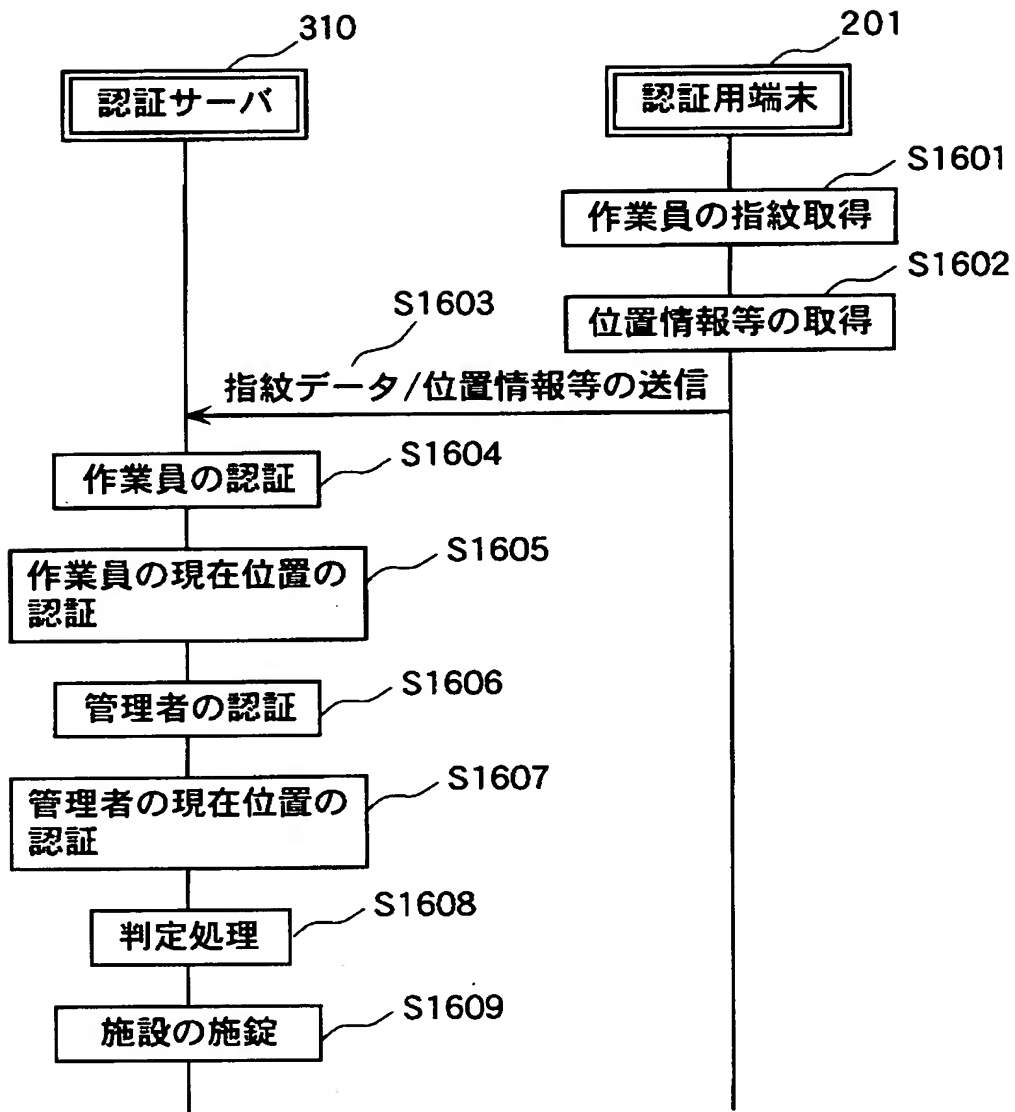 310
201
認証サーバ
認証用端末
S1601
作業員の指紋取得
S1602
位置情報等の取得
S1603
指紋データ/位置情報等の送信
S1604
作業員の認証
S1605
作業員の現在位置の
認証
S1606
管理者の認証
S1607
管理者の現在位置の
認証
S1608
判定処理
S1609
施設の施錠